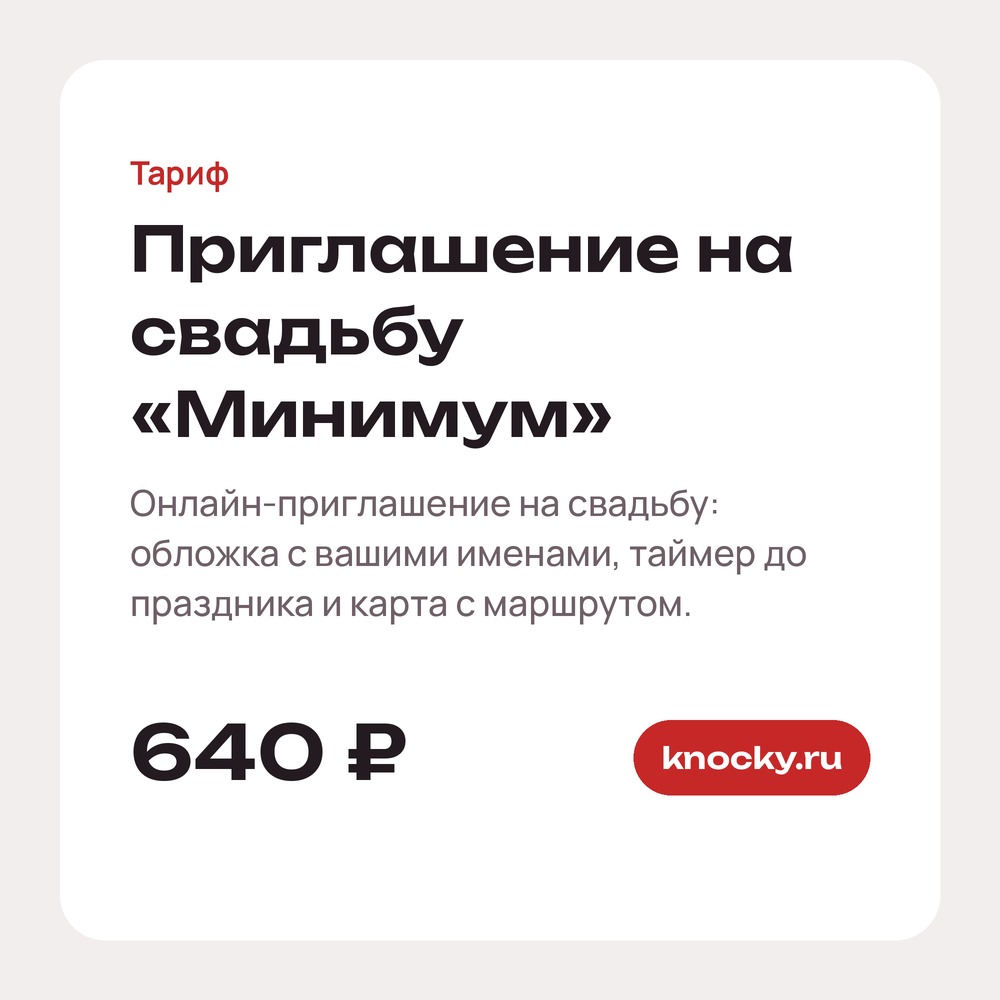 Тариф
Приглашение на
свадьбу
«Минимум»
Онлайн-приглашение на свадьбу:
обложка с вашими именами, таймер до
праздника и карта с маршрутом.
640 ₽
knocky.ru